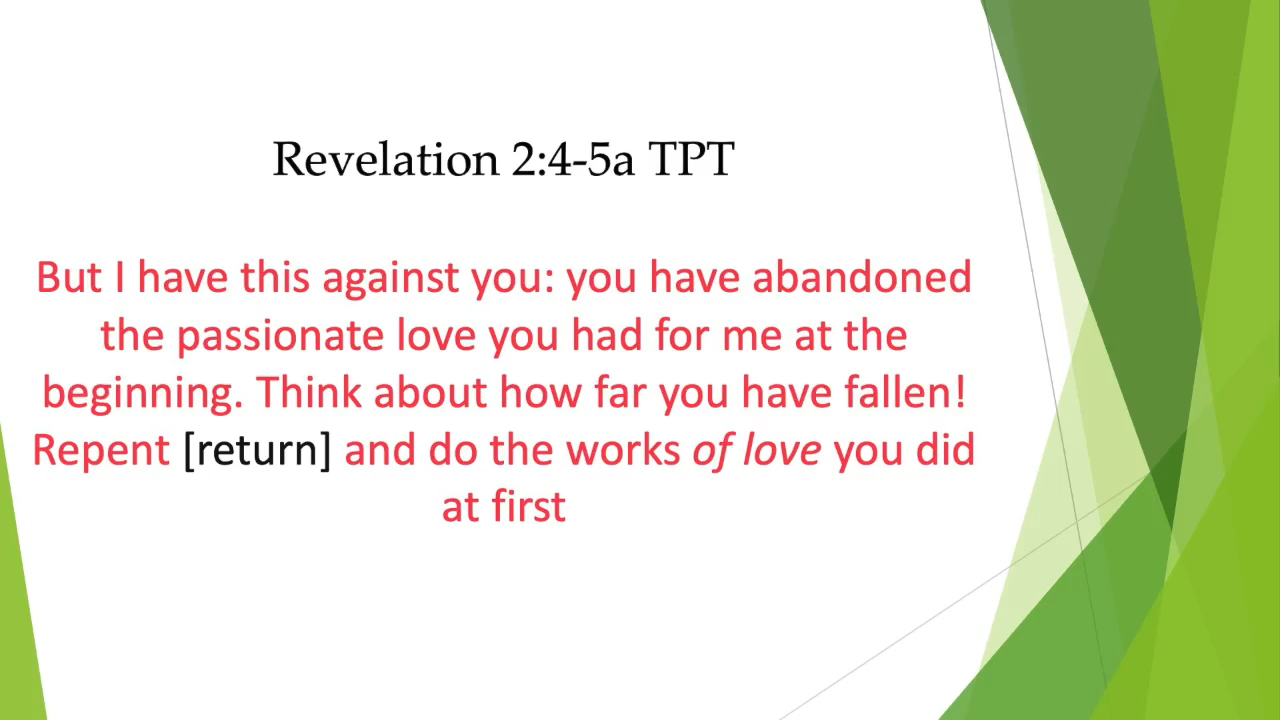 Revelation 2:4-5a TPT
But I have this against you: you have abandoned
the passionate love you had for me at the
beginning. Think about how far you have fallen!
Repent [return] and do the works of love you did
at first